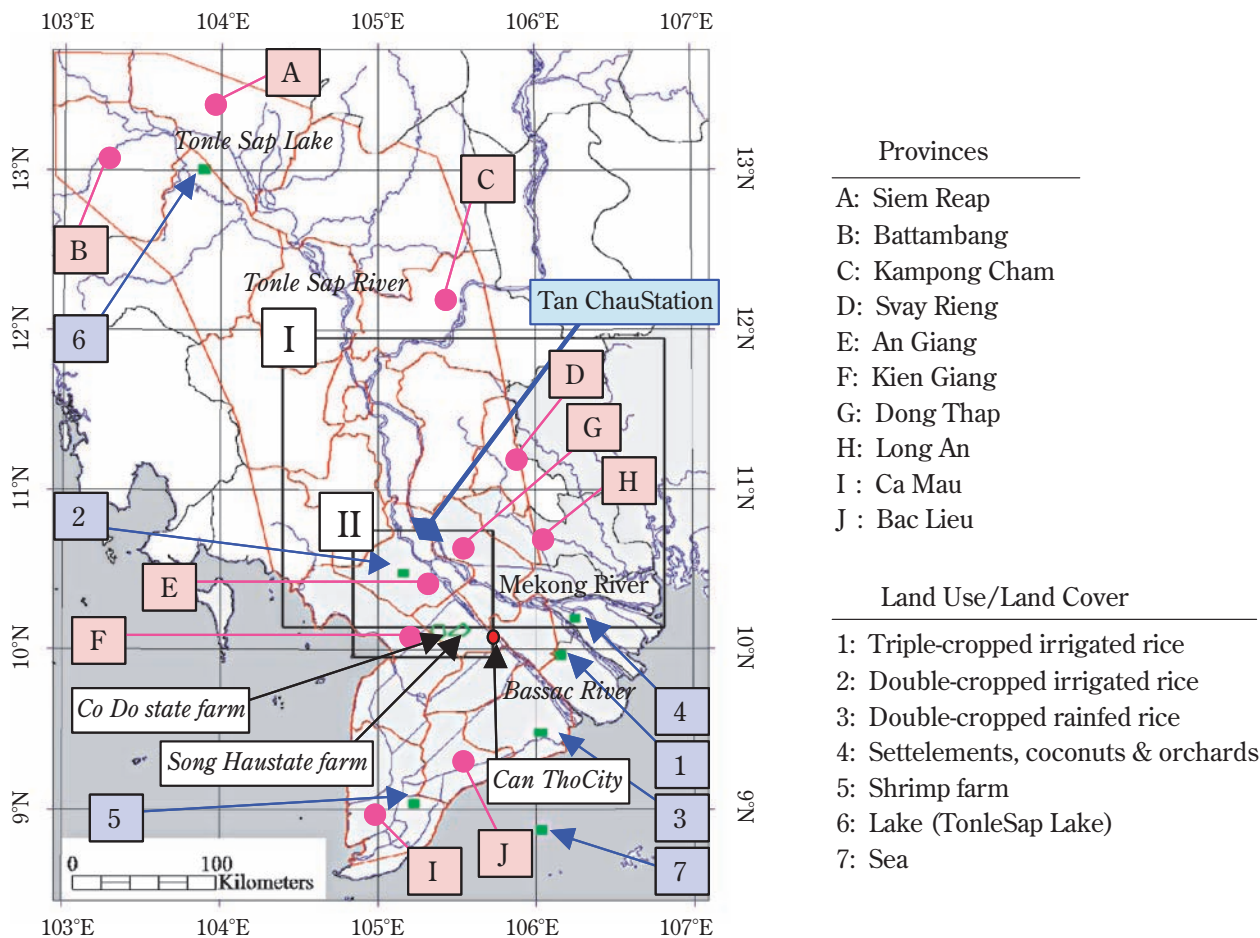 103°E 104°E 105°E 106°E 107°E
A
Tonle Sap Lake
13°N
13°N
C
B
Tonle Sap River
Tan ChauStation
6
12°N
12°N
I
D
G
H
11°N
11°N
2
II
E
Mekong River
F
10°N
10°N
Bassac River
Co Do state farm
4
Song Haustate farm
Can ThoCity
1
9°N
9°N
5
3
J
I
7
0 100
Kilometers
103°E 104°E 105°E 106°E 107°E
Provinces
A: Siem Reap
B: Battambang
C: Kampong Cham
D: Svay Rieng
E: An Giang
F: Kien Giang
G: Dong Thap
H: Long An
I : Ca Mau
J : Bac Lieu
Land Use/Land Cover
1: Triple-cropped irrigated rice
2: Double-cropped irrigated rice
3: Double-cropped rainfed rice
4: Settelements, coconuts & orchards
5: Shrimp farm
6: Lake (TonleSap Lake)
7: Sea